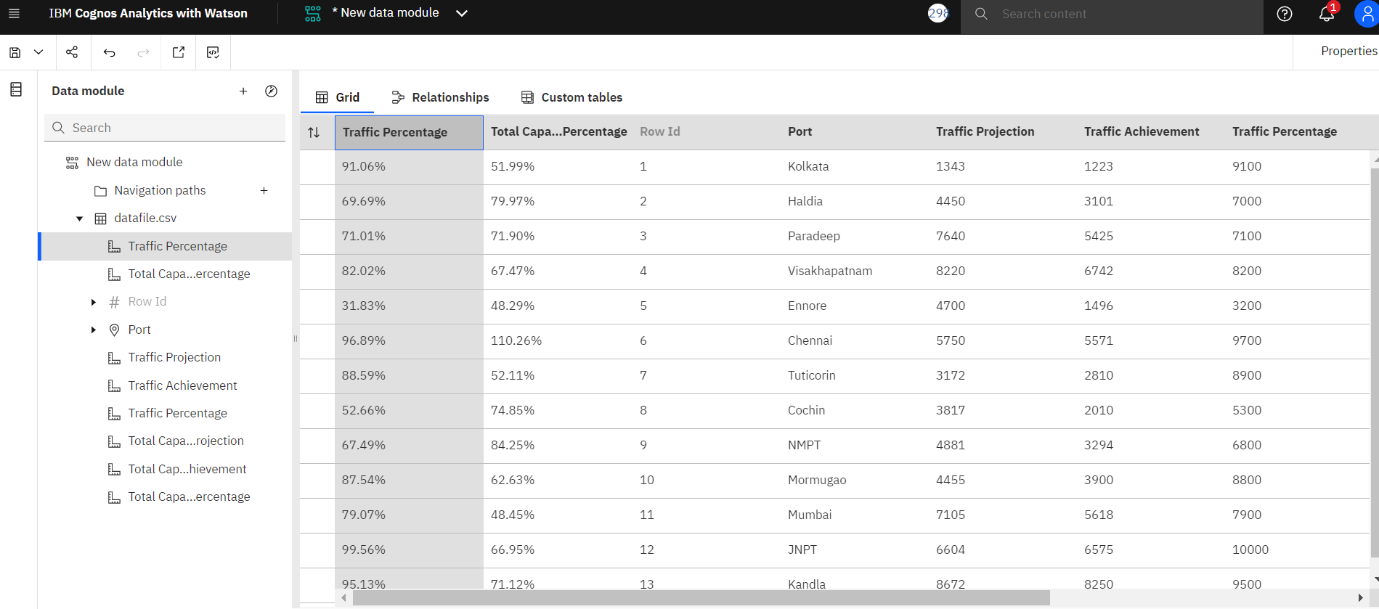 IBM Cognos Analytics with Watson
* New data module
298
Search content
1
Properties
Data module
Search
New data module
Navigation paths
datafile.csv
Traffic Percentage
Total Capa...ercentage
# Row Id
Port
Traffic Projection
Traffic Achievement
Traffic Percentage
Total Capa...rojection
Total Cap...hievement
Total Capa...ercentage
Grid
Relationships
Custom tables
Traffic Percentage Total Capa...Percentage Row Id Port Traffic Projection Traffic Achievement Traffic Percentage
91.06% 51.99% 1 Kolkata 1343 1223 9100
69.69% 79.97% 2 Haldia 4450 3101 7000
71.01% 71.90% 3 Paradeep 7640 5425 7100
82.02% 67.47% 4 Visakhapatnam 8220 6742 8200
31.83% 48.29% 5 Ennore 4700 1496 3200
96.89% 110.26% 6 Chennai 5750 5571 9700
88.59% 52.11% 7 Tuticorin 3172 2810 8900
52.66% 74.85% 8 Cochin 3817 2010 5300
67.49% 84.25% 9 NMPT 4881 3294 6800
87.54% 62.63% 10 Mormugao 4455 3900 8800
79.07% 48.45% 11 Mumbai 7105 5618 7900
99.56% 66.95% 12 JNPT 6604 6575 10000
95.13% 71.12% 13 Kandla 8672 8250 9500